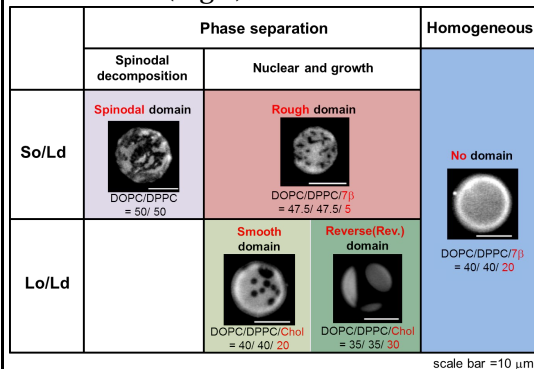 Phase separation
Homogeneous
Spinodal
decomposition
Nuclear and growth
So/Ld
Spinodal domain
DOPC/DPPC
= 50/ 50
Rough domain
DOPC/DPPC/7β
= 47.5/ 47.5/ 5
No domain
DOPC/DPPC/7β
= 40/ 40/ 20
Lo/Ld
Smooth
domain
DOPC/DPPC/Chol
= 40/ 40/ 20
Reverse(Rev.)
domain
DOPC/DPPC/Chol
= 35/ 35/ 30
scale bar =10 μm